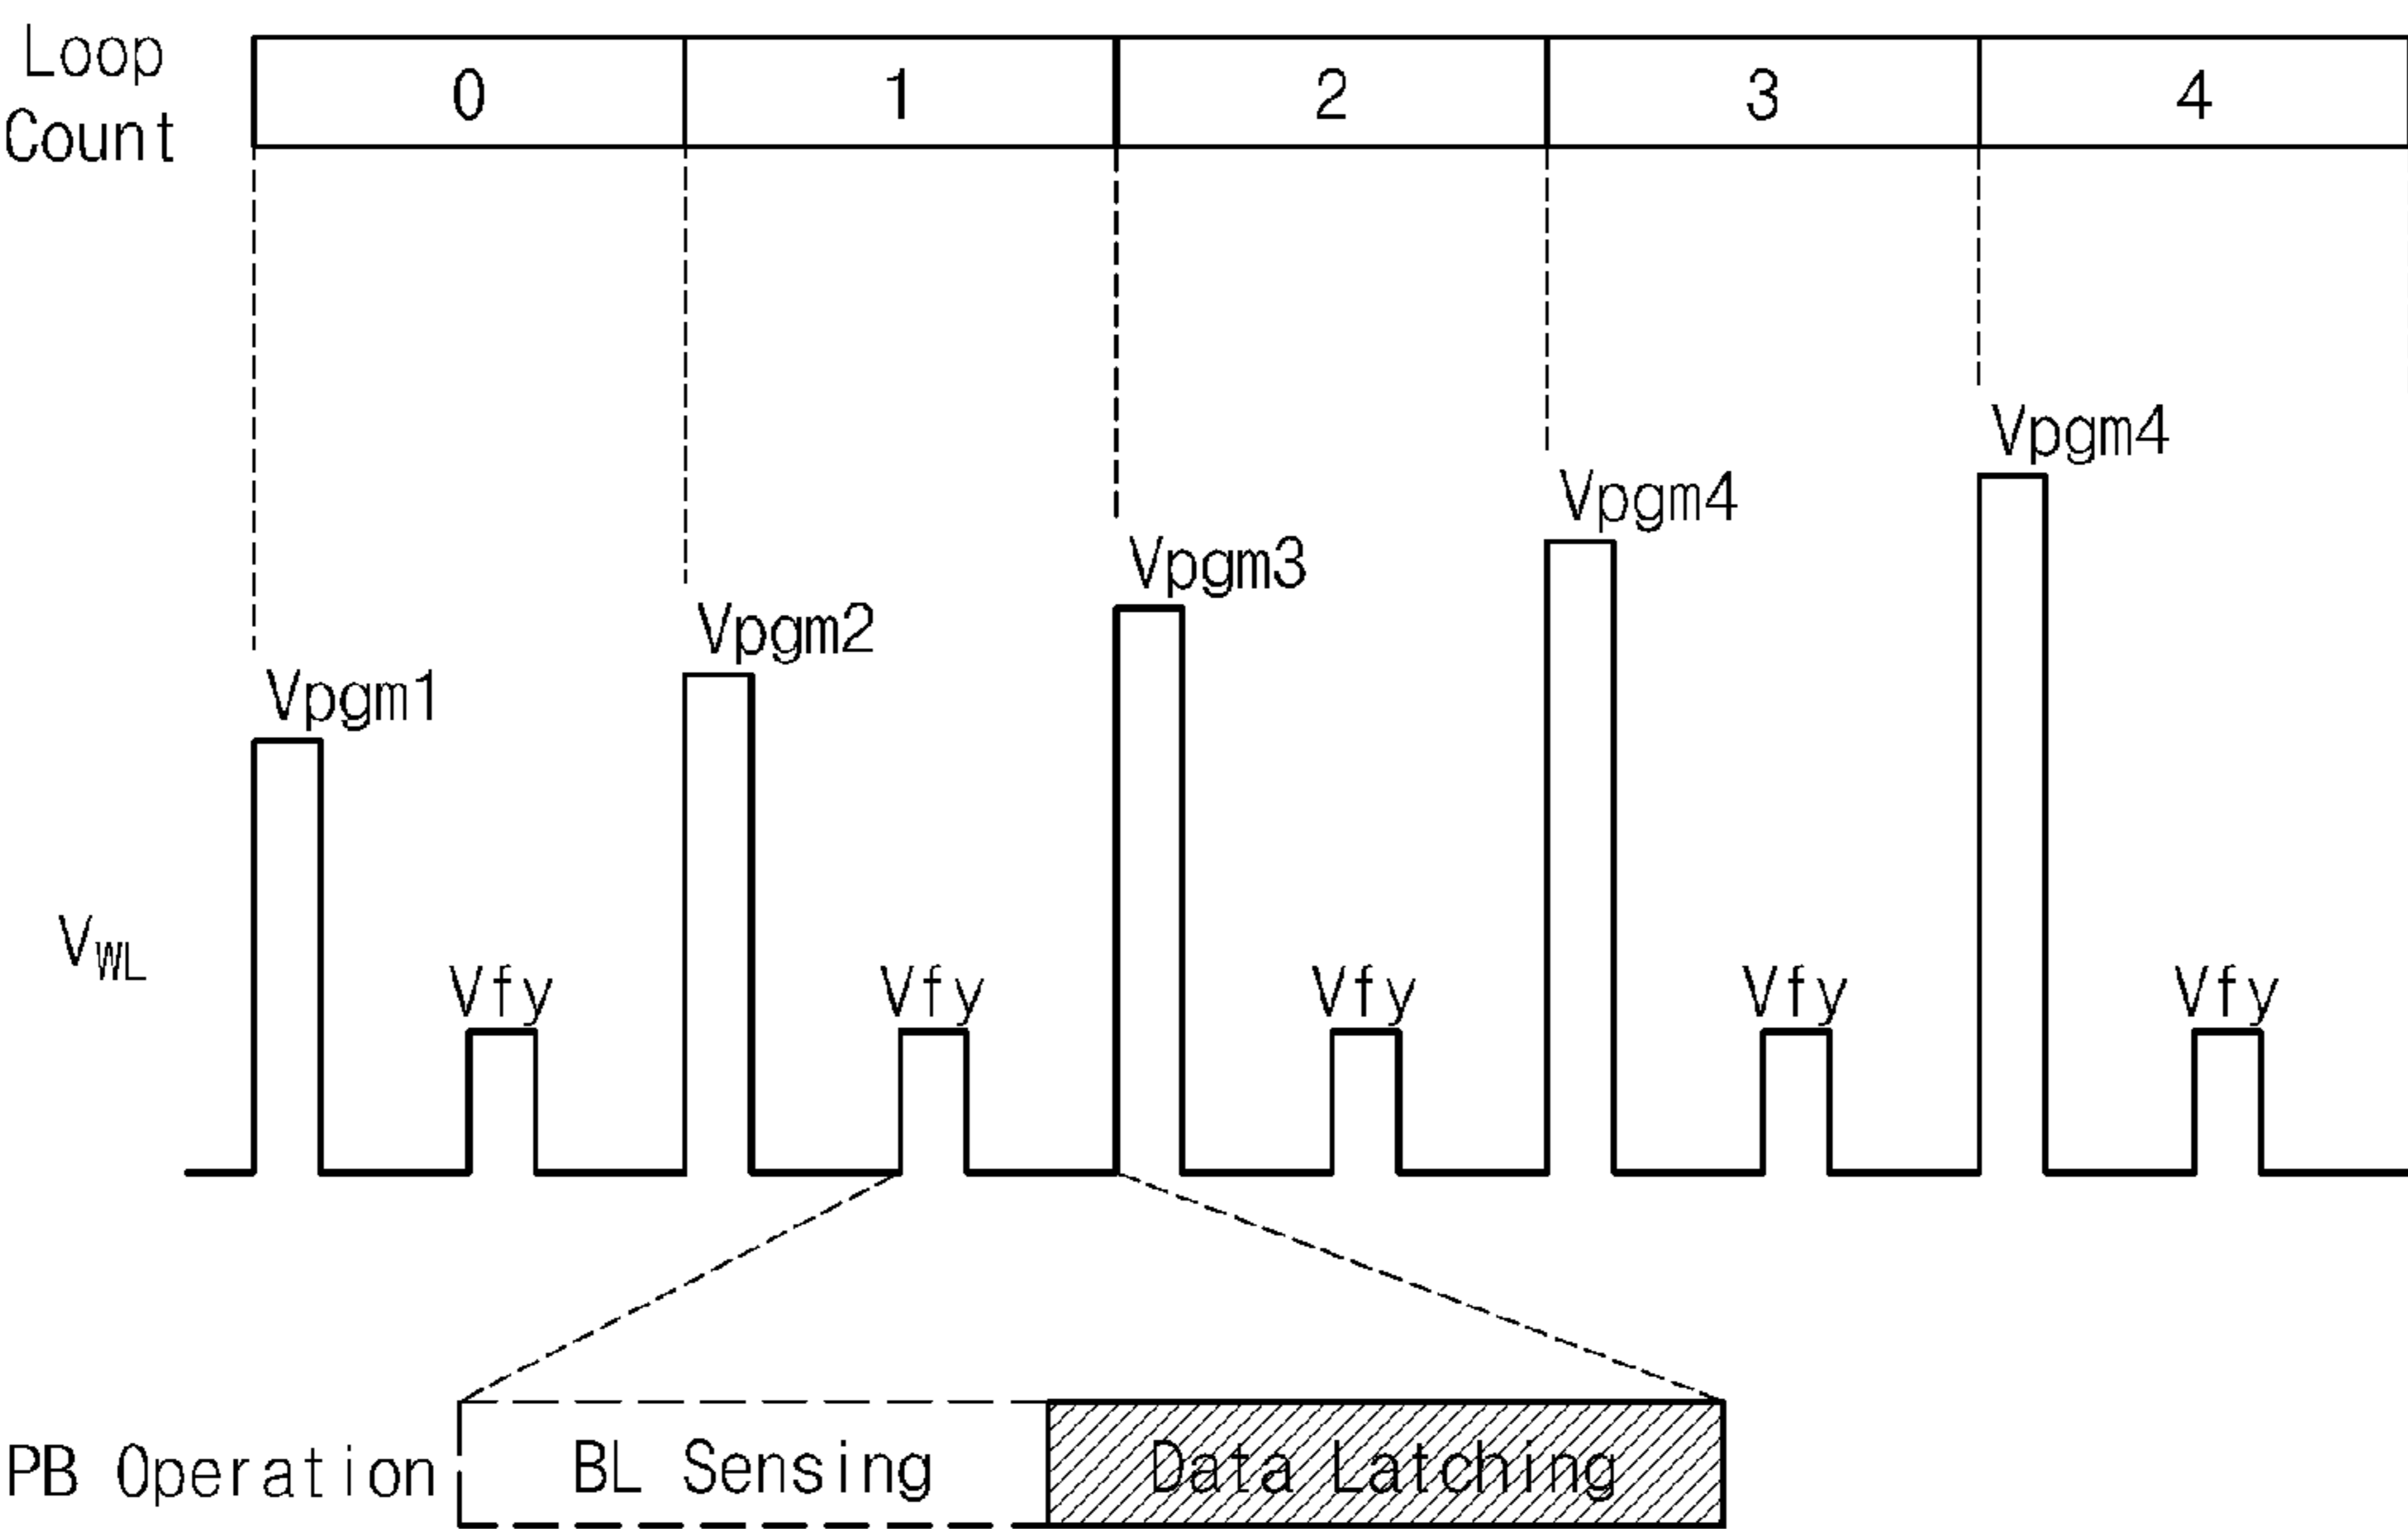 Loop
Count
0 1 2 3 4
Vpgm4
Vpgm4
Vpgm3
Vpgm2
Vpgm1
VWL
Vfy Vfy Vfy Vfy Vfy
PB Operation BL Sensing Data Latching